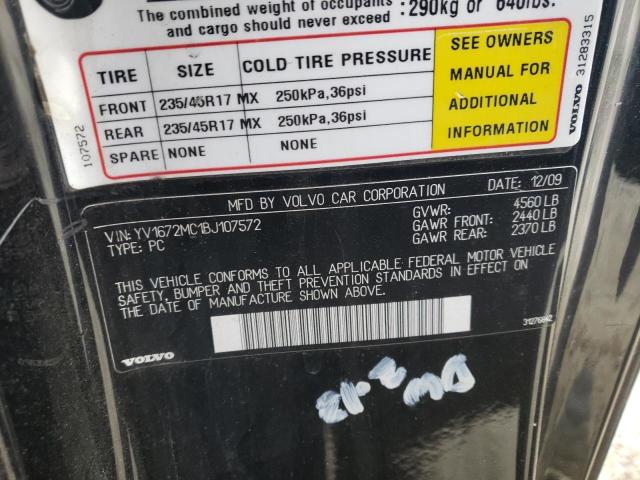 The combined weight of occupants and cargo should never exceed :290kg or 640lbs.
TIRE SIZE COLD TIRE PRESSURE
FRONT 235/45R17 MX 250kPa,36psi
REAR 235/45R17 MX 250kPa,36psi
SPARE NONE NONE
SEE OWNERS
MANUAL FOR
ADDITIONAL
INFORMATION
107572
VOLVO 31283315
MFD BY VOLVO CAR CORPORATION DATE: 12/09
VIN: YV1672MC1BJ107572
TYPE: PC
GVWR: 4560 LB
GAWR FRONT: 2440 LB
GAWR REAR: 2370 LB
THIS VEHICLE CONFORMS TO ALL APPLICABLE FEDERAL MOTOR VEHICLE
SAFETY, BUMPER AND THEFT PREVENTION STANDARDS IN EFFECT ON
THE DATE OF MANUFACTURE SHOWN ABOVE.
VOLVO